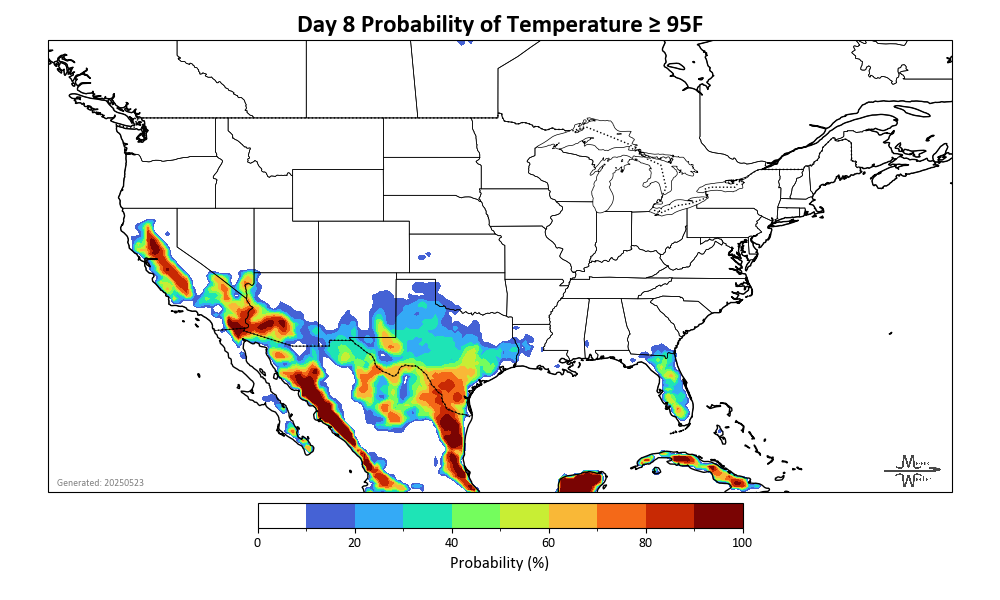 Day 8 Probability of Temperature ≥ 95F
Generated: 20250523
0 20 40 60 80 100
Probability (%)